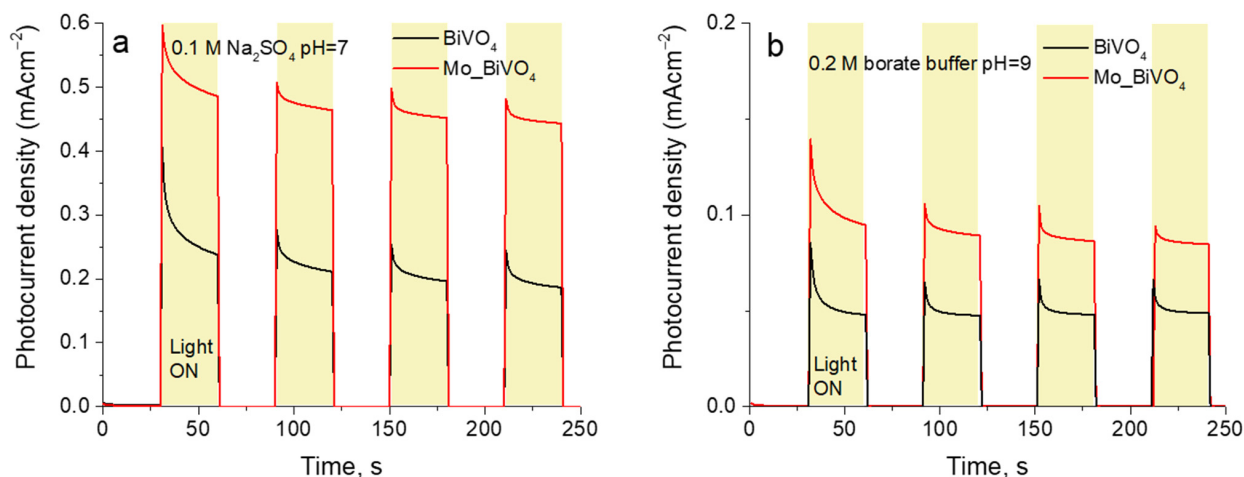 a
0.1 M Na₂SO₄ pH=7
BiVO₄
Mo_BiVO₄
Light
ON
Photocurrent density (mAcm⁻²)
0.6
0.5
0.4
0.3
0.2
0.1
0.0
0 50 100 150 200 250
Time, s
b
0.2 M borate buffer pH=9
BiVO₄
Mo_BiVO₄
Light
ON
Photocurrent density (mAcm⁻²)
0.2
0.1
0.0
0 50 100 150 200 250
Time, s